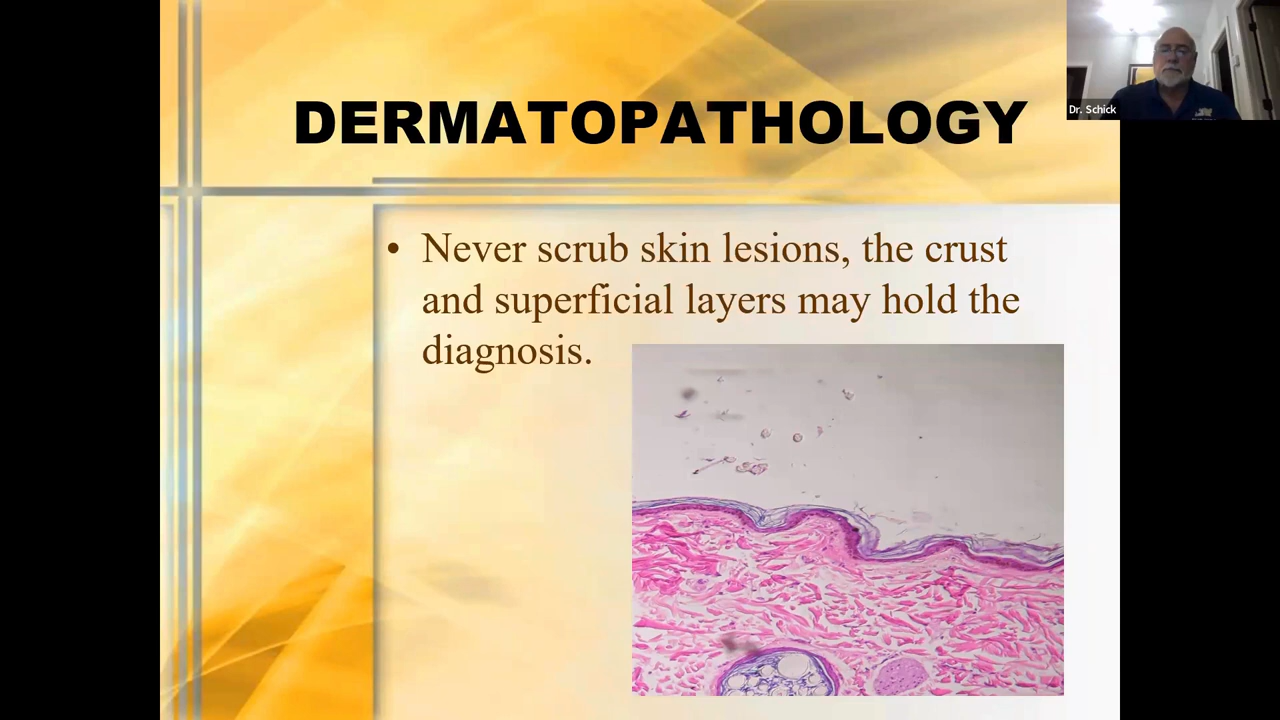 DERMATOPATHOLOGY
Dr. Schick
• Never scrub skin lesions, the crust
and superficial layers may hold the
diagnosis.